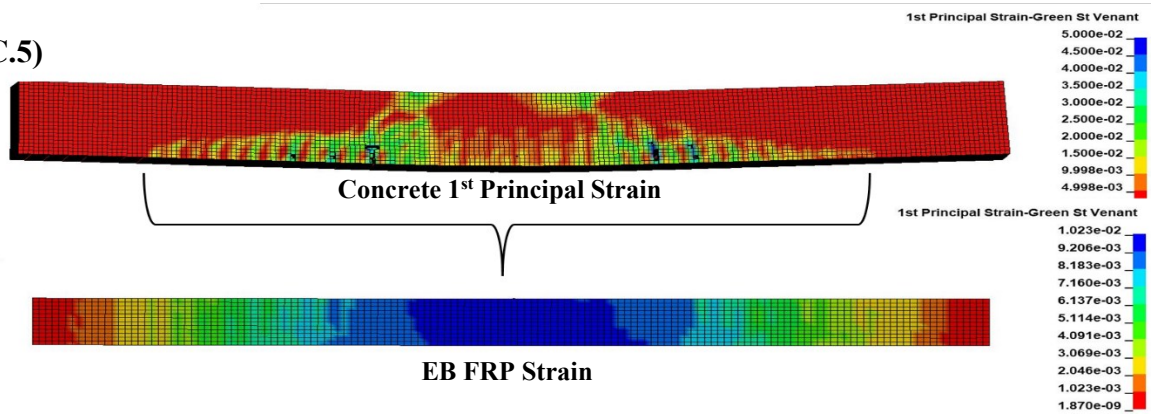 1st Principal Strain-Green St Venant
5.000e-02
4.500e-02
4.000e-02
3.500e-02
3.000e-02
2.500e-02
2.000e-02
1.500e-02
9.998e-03
4.998e-03
C.5)
Concrete 1st Principal Strain
1st Principal Strain-Green St Venant
1.023e-02
9.206e-03
8.183e-03
7.160e-03
6.137e-03
5.114e-03
4.091e-03
3.069e-03
2.046e-03
1.023e-03
1.870e-09
EB FRP Strain